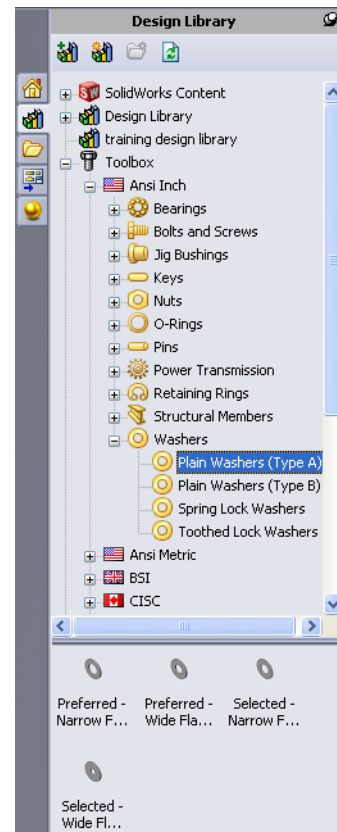 Design Library
SolidWorks Content
Design Library
training design library
Toolbox
Ansi Inch
Bearings
Bolts and Screws
Jig Bushings
Keys
Nuts
O-Rings
Pins
Power Transmission
Retaining Rings
Structural Members
Washers
Plain Washers (Type A)
Plain Washers (Type B)
Spring Lock Washers
Toothed Lock Washers
Ansi Metric
BSI
CISC
Preferred - Preferred - Selected -
Narrow F... Wide Fla... Narrow F...
Selected -
Wide Fl...